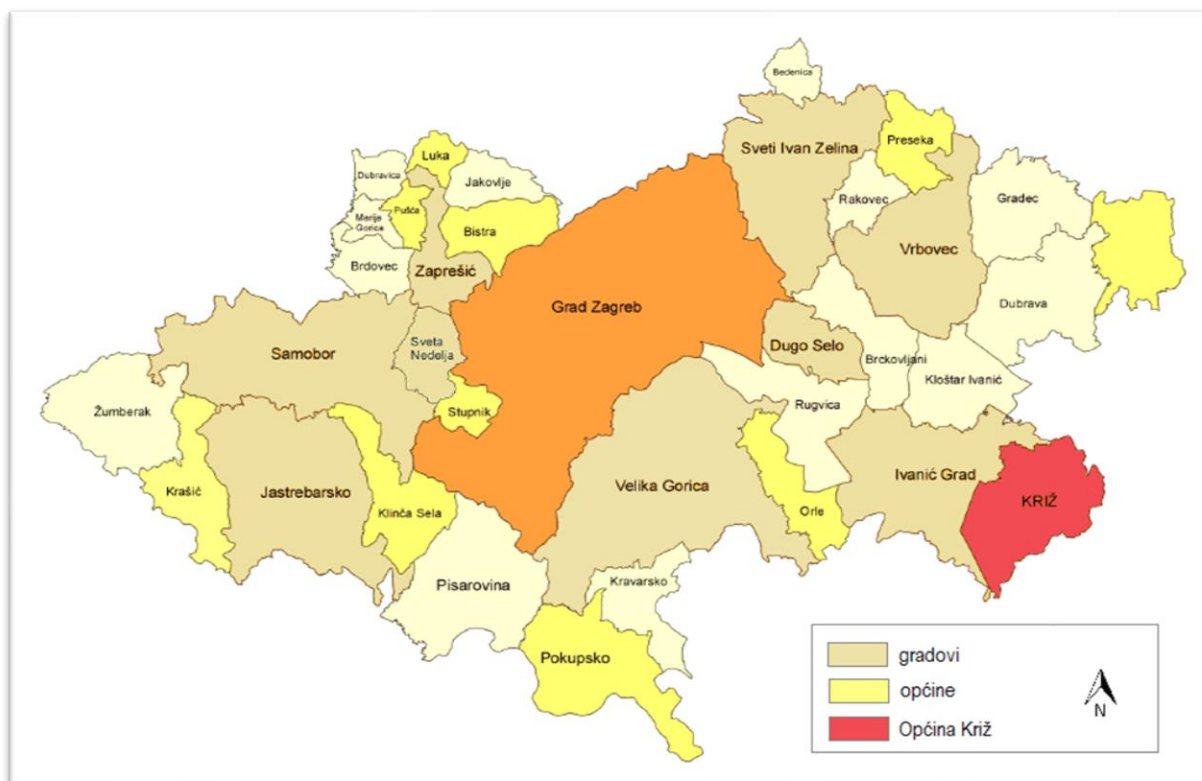 Bedenica
Sveti Ivan Zelina
Preseka
Luka
Dubravica
Jakovlje
Rakovec
Gradec
Pušća
Marije
Gorica
Bistra
Vrbovec
Brdovec
Zaprešić
Grad Zagreb
Dubrava
Samobor
Sveta
Nedelja
Dugo Selo
Brckovljani
Kloštar Ivanić
Žumberak
Stupnik
Rugvica
Krašić
Jastrebarsko
Klinča Sela
Velika Gorica
Orle
Ivanić Grad
KRIŽ
Pisarovina
Kravarsko
Pokupsko
gradovi
općine
Općina Križ
N